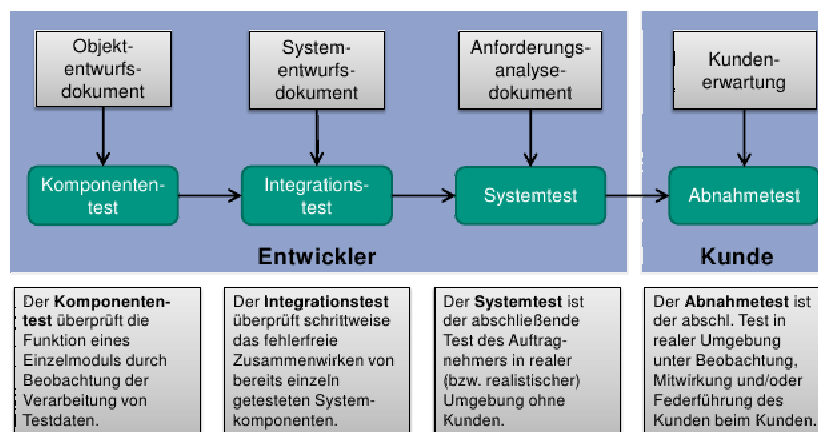 Objekt-
entwurfs-
dokument
System-
entwurfs-
dokument
Anforderungs-
analyse-
dokument
Kunden-
erwartung
Komponenten-
test
Integrations-
test
Systemtest
Abnahmetest
Entwickler
Kunde
Der Komponenten-
test überprüft die
Funktion eines
Einzelmoduls durch
Beobachtung der
Verarbeitung von
Testdaten.
Der Integrationstest
überprüft schrittweise
das fehlerfreie
Zusammenwirken von
bereits einzeln
getesteten System-
komponenten.
Der Systemtest ist
der abschließende
Test des Auftrag-
nehmers in realer
(bzw. realistischer)
Umgebung ohne
Kunden.
Der Abnahmetest ist
der abschl. Test in
realer Umgebung
unter Beobachtung,
Mitwirkung und/oder
Federführung des
Kunden beim Kunden.